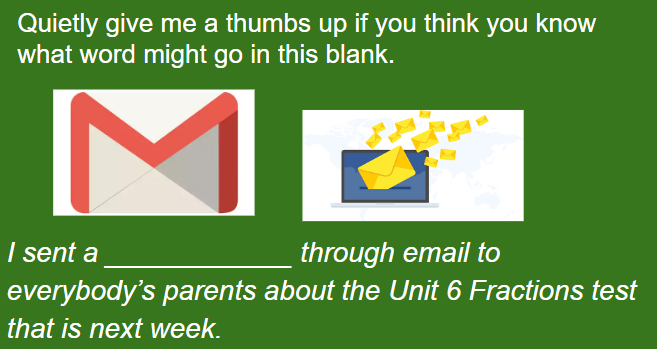 Quietly give me a thumbs up if you think you know
what word might go in this blank.
I sent a _____________ through email to
everybody’s parents about the Unit 6 Fractions test
that is next week.